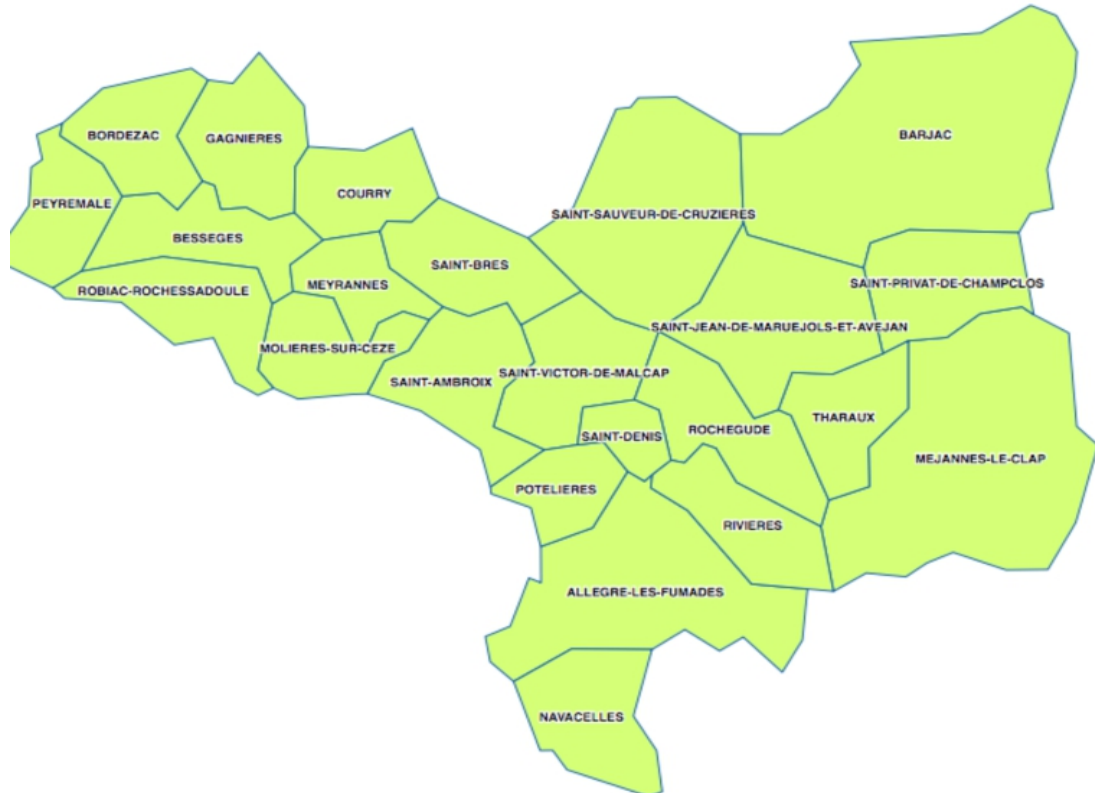 BORDEZAC
GAGNIERES
BARJAC
COURRY
PEYREMALE
SAINT-SAUVEUR-DE-CRUZIERES
BESSEGES
SAINT-BRES
MEYRANNES
SAINT-PRIVAT-DE-CHAMPCLOS
ROBIAC-ROCHESSADOULE
SAINT-JEAN-DE-MARUEJOLS-ET-AVEJAN
MOLIERES-SUR-CEZE
SAINT-VICTOR-DE-MALCAP
SAINT-AMBROIX
THARAUX
ROCHEGUDE
SAINT-DENIS
MEJANNES-LE-CLAP
POTELIERES
RIVIERES
ALLEGRE-LES-FUMADES
NAVACELLES